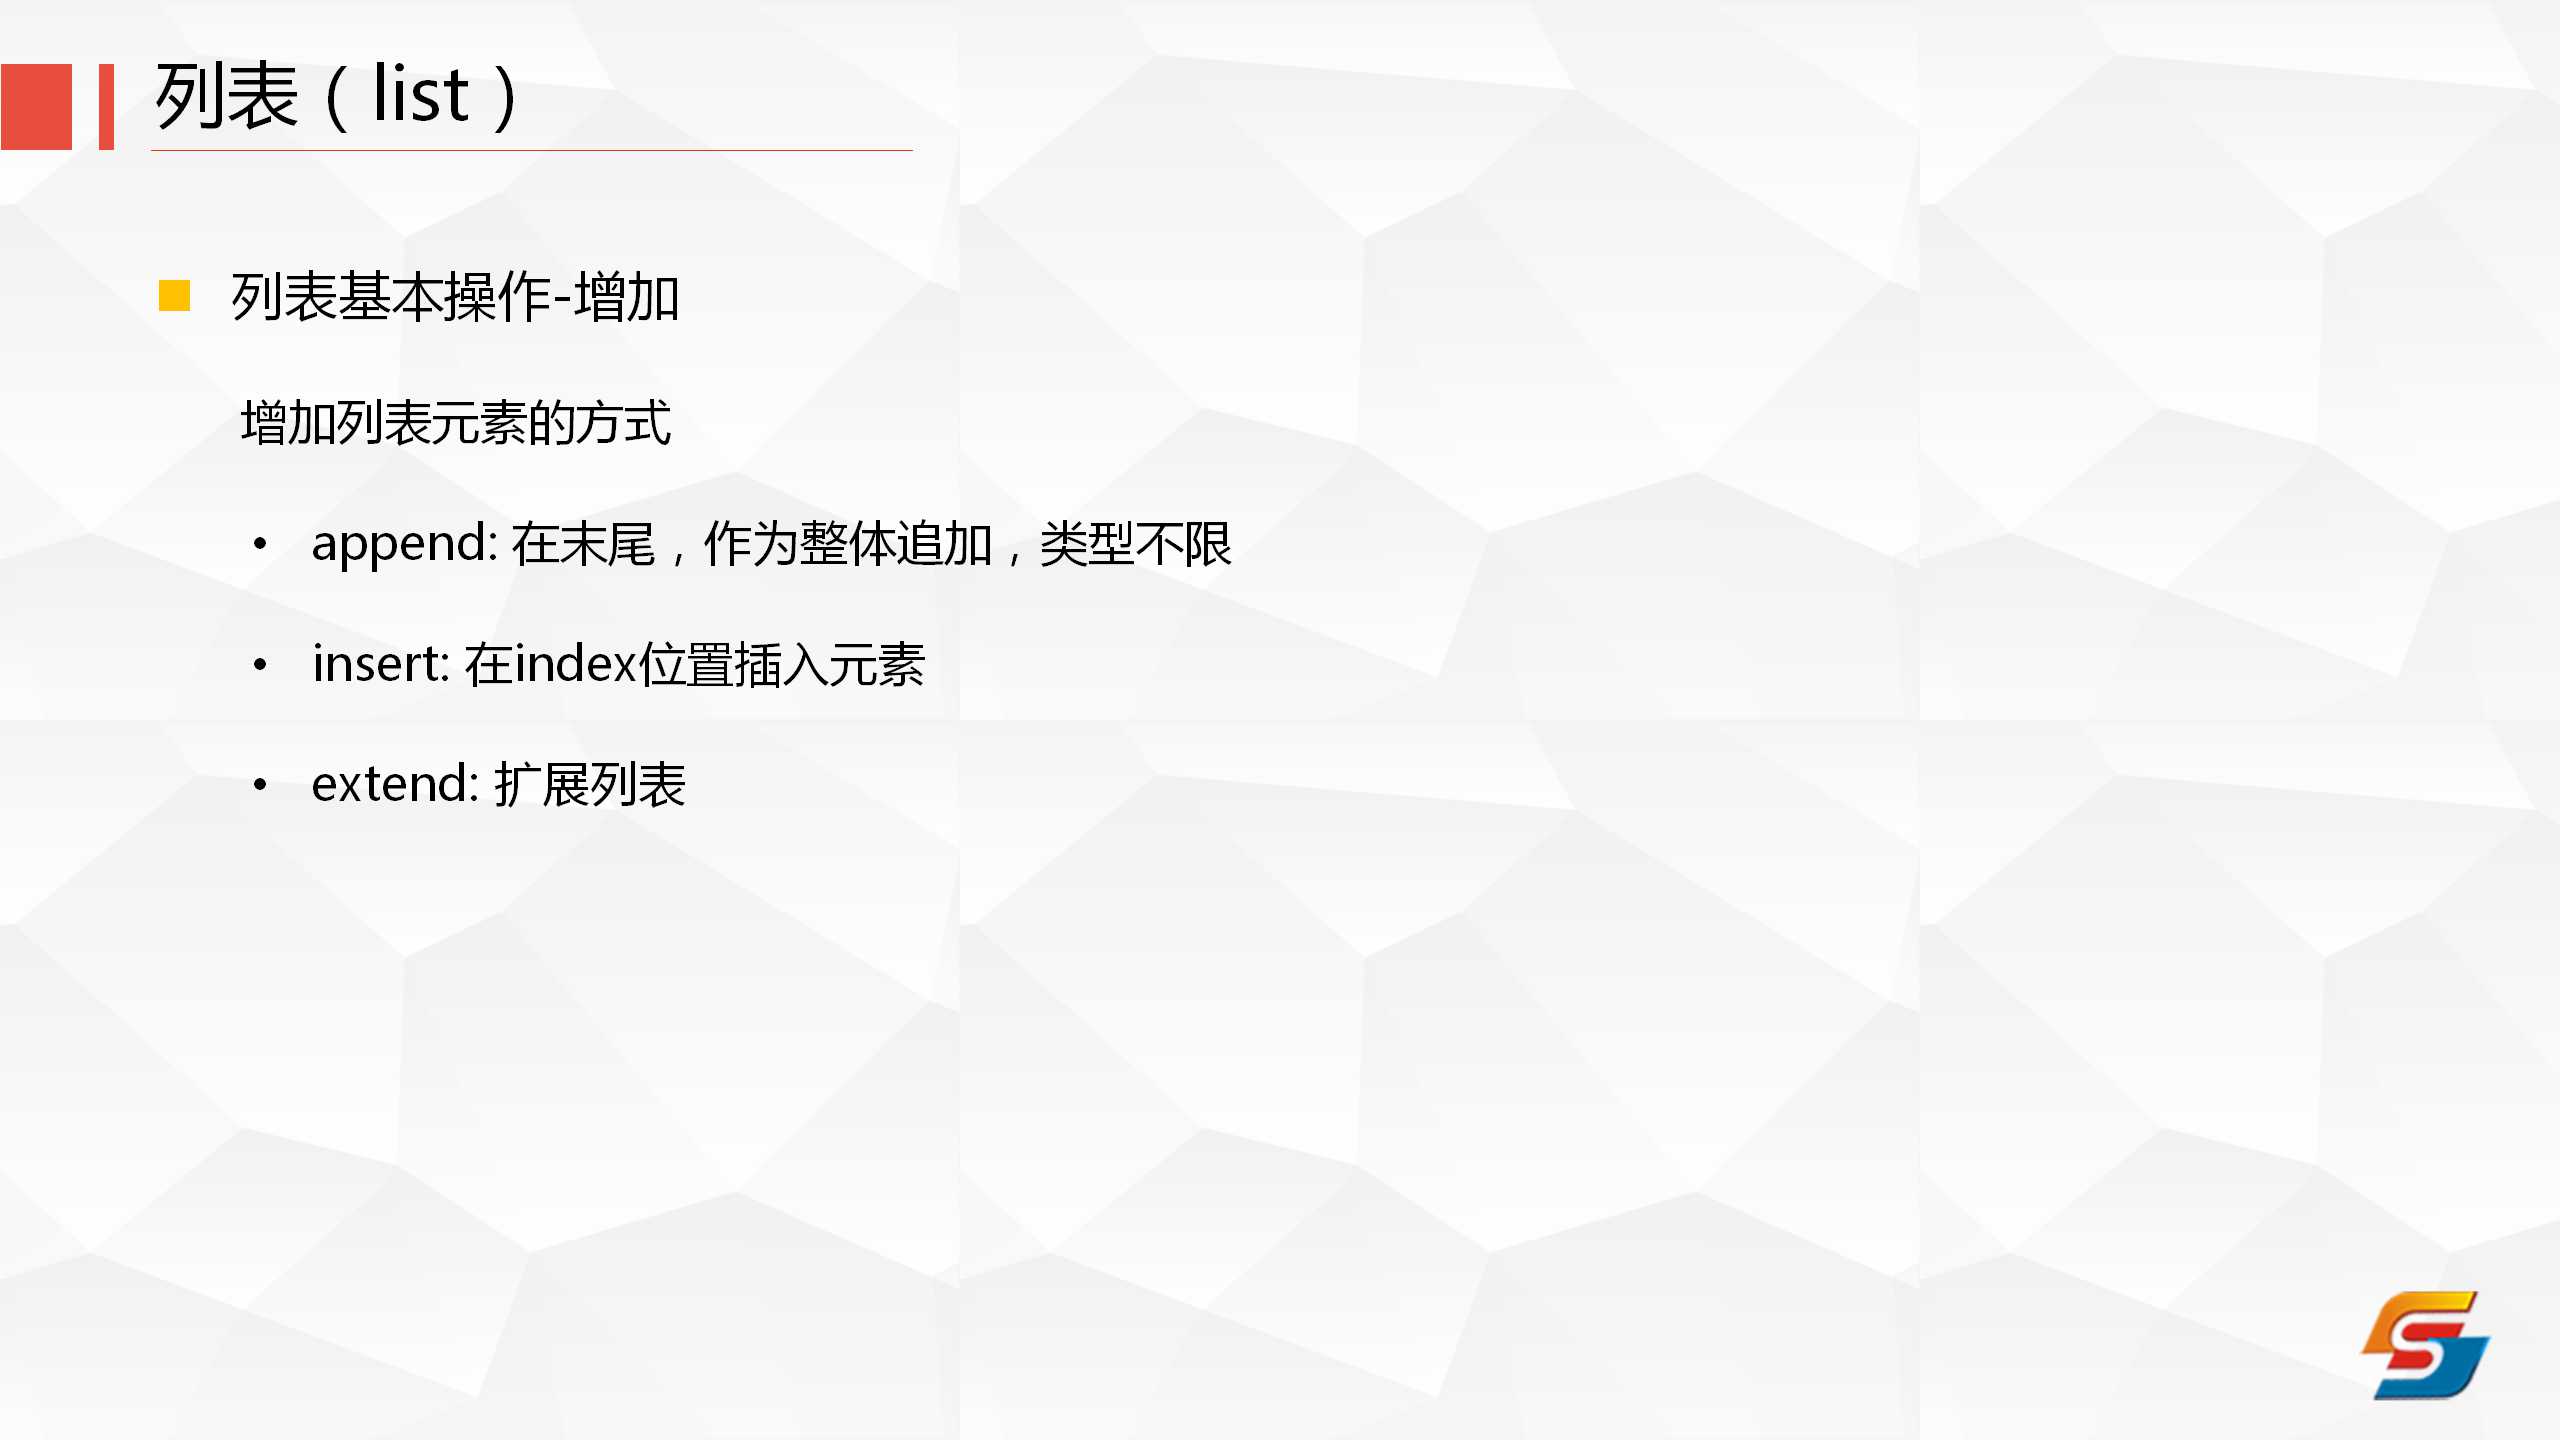 列表（list）
列表基本操作-增加
增加列表元素的方式
• append: 在末尾，作为整体追加，类型不限
• insert: 在index位置插入元素
• extend: 扩展列表